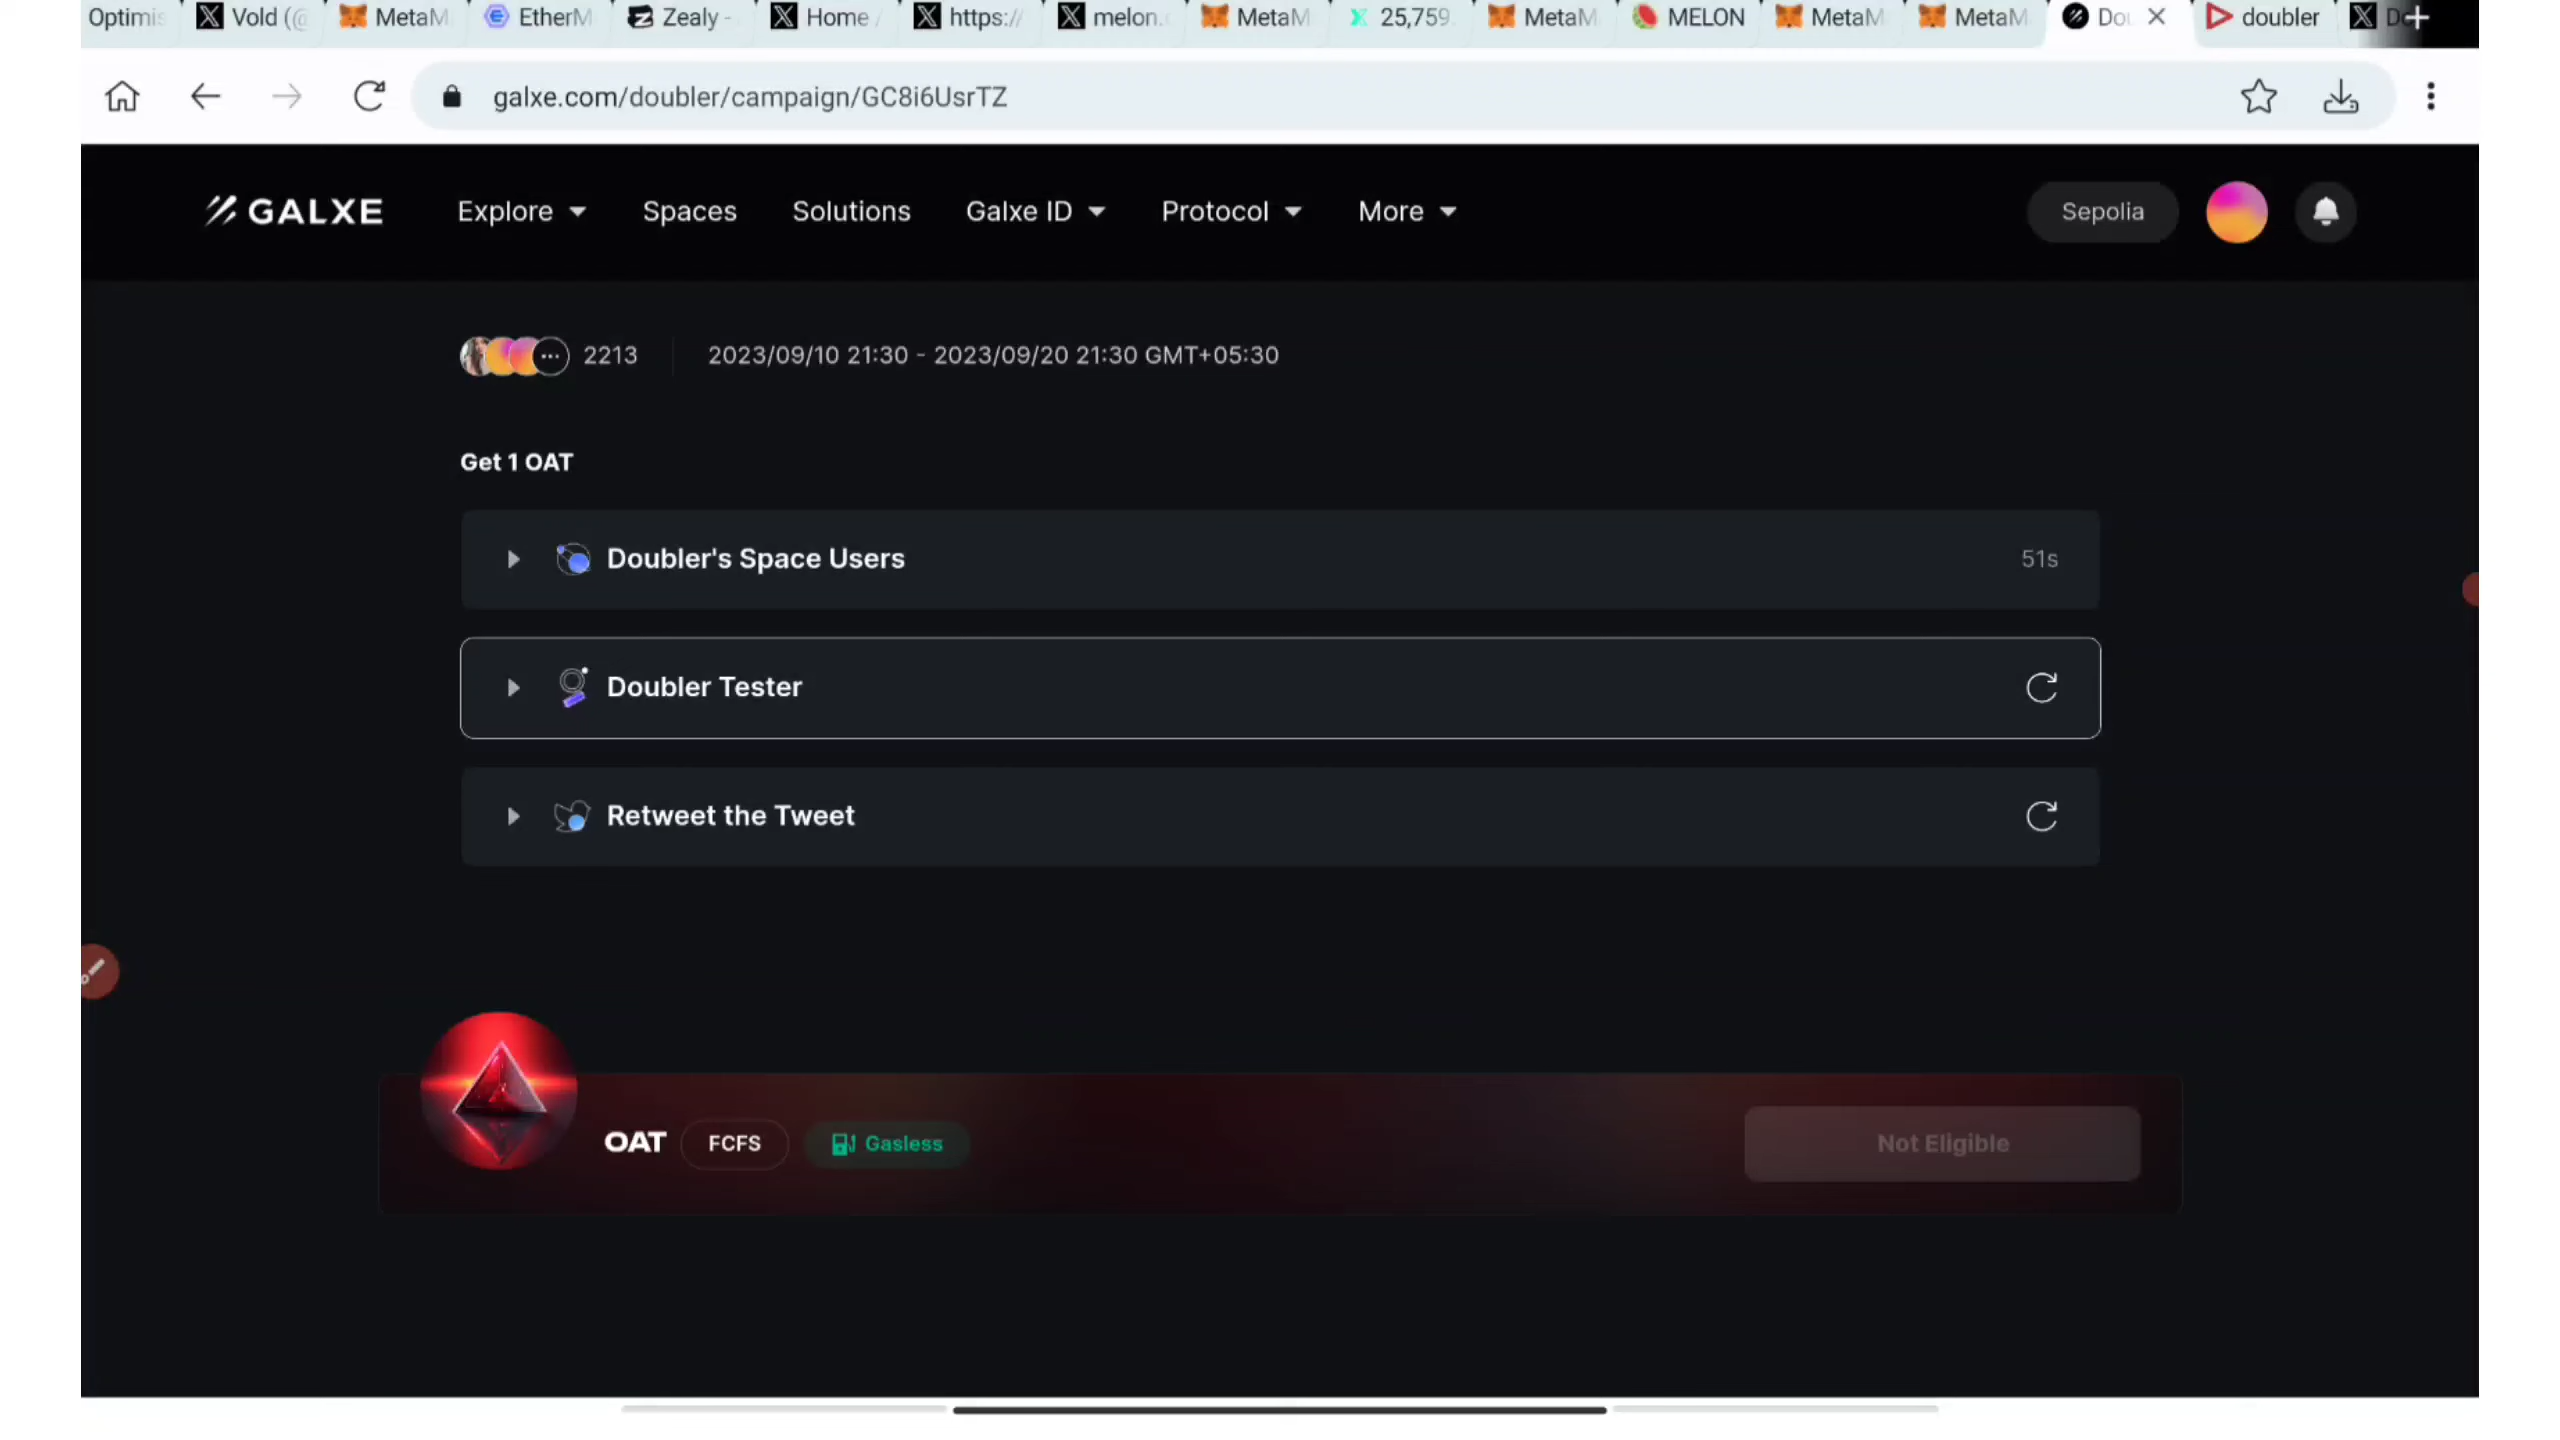 Optimis Vold (@ MetaM EtherM Zealy - Home / https:// melon. MetaM 25,759 MetaM MELON MetaM MetaM Dou doubler
galxe.com/doubler/campaign/GC8i6UsrTZ
GALXE Explore Spaces Solutions Galxe ID Protocol More Sepolia
2213 2023/09/10 21:30 - 2023/09/20 21:30 GMT+05:30
Get 1 OAT
Doubler's Space Users 51s
Doubler Tester
Retweet the Tweet
OAT FCFS Gasless Not Eligible